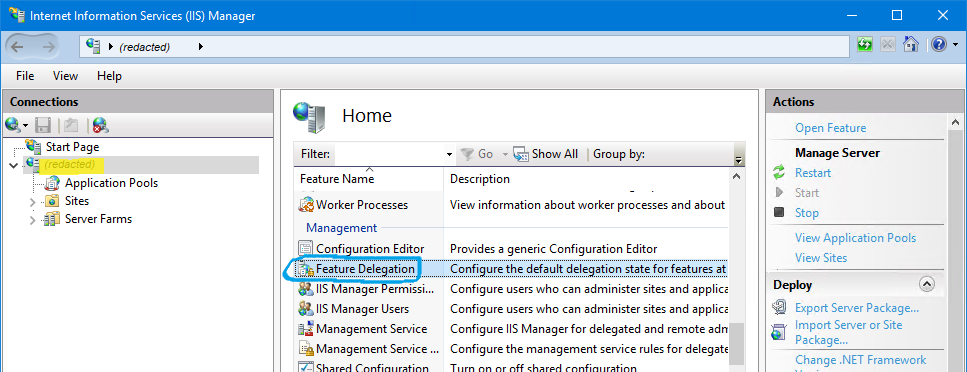 Internet Information Services (IIS) Manager
(redacted)
File View Help
Connections
Start Page
(redacted)
Application Pools
Sites
Server Farms
Home
Filter: Go Show All Group by:
Feature Name Description
Worker Processes View information about worker processes and about
Management
Configuration Editor Provides a generic Configuration Editor
Feature Delegation Configure the default delegation state for features at
IIS Manager Permissi... Configure users who can administer sites and applica
IIS Manager Users Configure users who can administer sites and applica
Management Service Configure IIS Manager for delegated and remote adm
Management Service ... Configure the management service rules for delegate
Shared Configuration Turn on or off shared configuration
Actions
Open Feature
Manage Server
Restart
Start
Stop
View Application Pools
View Sites
Deploy
Export Server Package...
Import Server or Site
Package...
Change .NET Framework